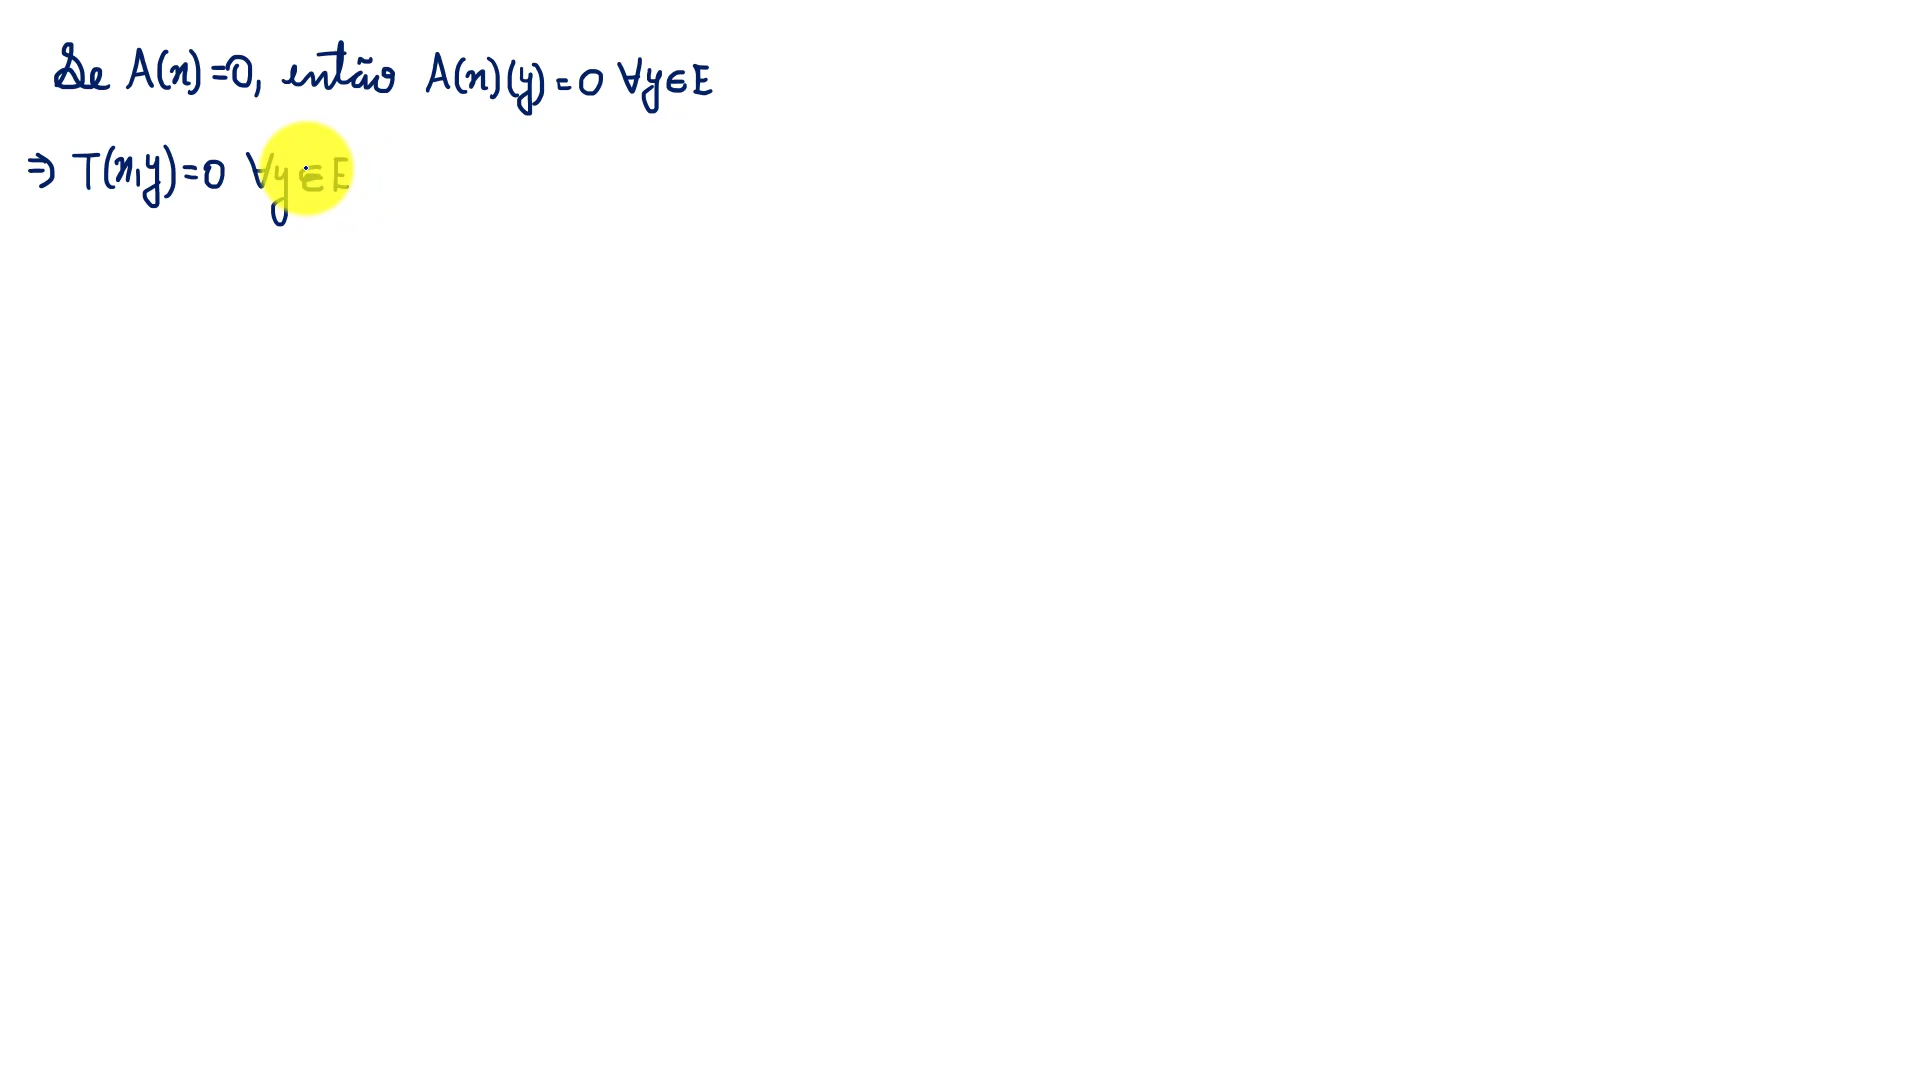 Se A(x)=0, então A(x)(y)=0 ∀y∈E
⇒ T(x,y)=0 ∀y∈E